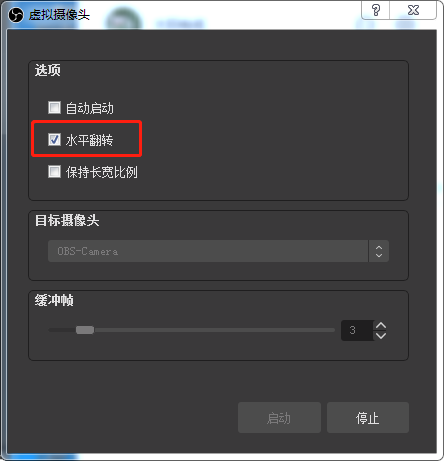 虚拟摄像头
选项
自动启动
水平翻转
保持长宽比例
目标摄像头
OBS-Camera
缓冲帧
3
启动
停止